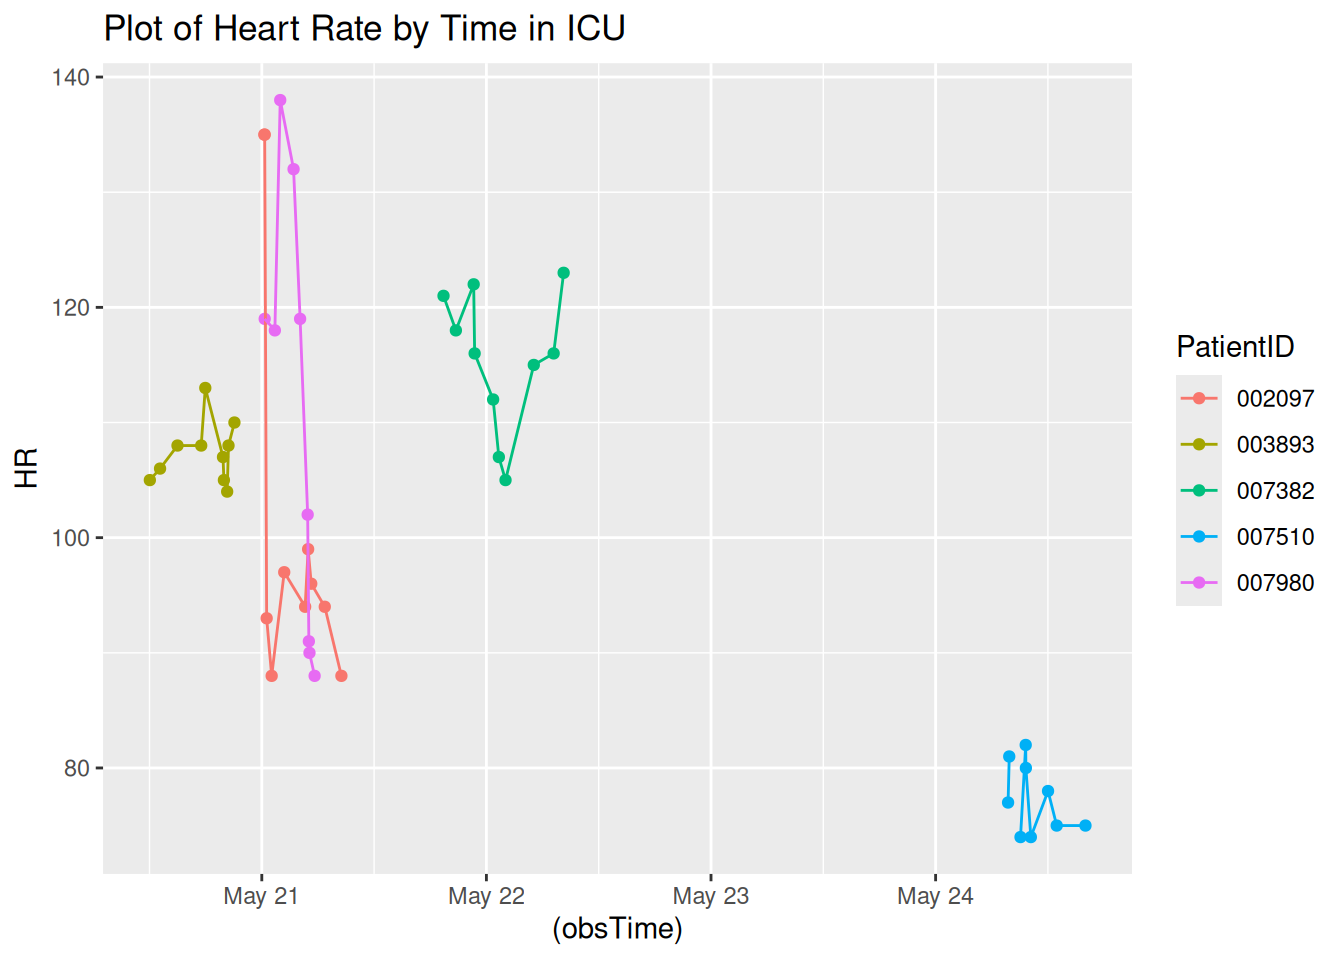 Plot of Heart Rate by Time in ICU
140
120
100
80
HR
May 21
May 22
May 23
May 24
(obsTime)
PatientID
002097
003893
007382
007510
007980